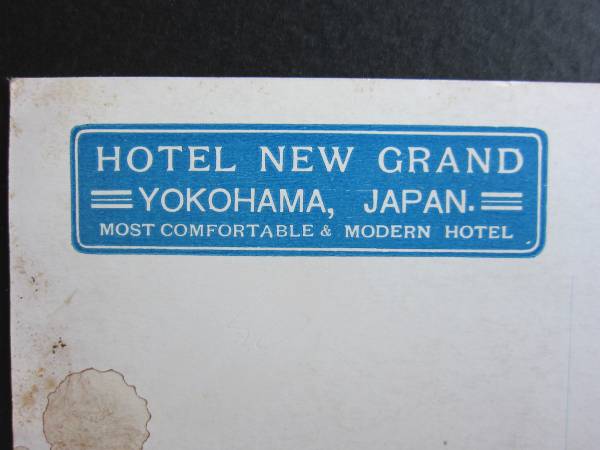 HOTEL NEW GRAND
YOKOHAMA, JAPAN.
MOST COMFORTABLE & MODERN HOTEL